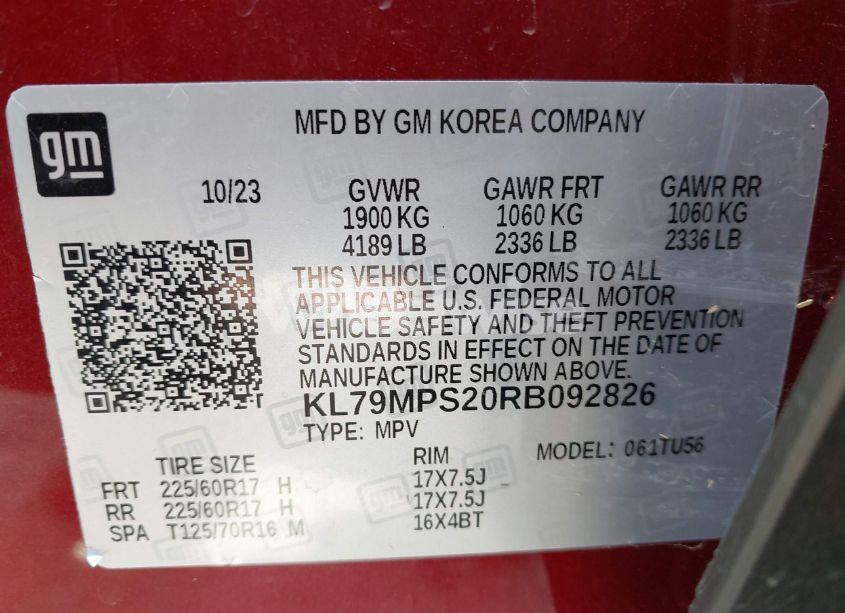 gm
MFD BY GM KOREA COMPANY
10/23
GVWR GAWR FRT GAWR RR
1900 KG 1060 KG 1060 KG
4189 LB 2336 LB 2336 LB
THIS VEHICLE CONFORMS TO ALL
APPLICABLE U.S. FEDERAL MOTOR
VEHICLE SAFETY AND THEFT PREVENTION
STANDARDS IN EFFECT ON THE DATE OF
MANUFACTURE SHOWN ABOVE.
KL79MPS20RB092826
TYPE: MPV
MODEL: 061TU56
TIRE SIZE RIM
FRT 225/60R17 H 17X7.5J
RR 225/60R17 H 17X7.5J
SPA T125/70R16 M 16X4BT